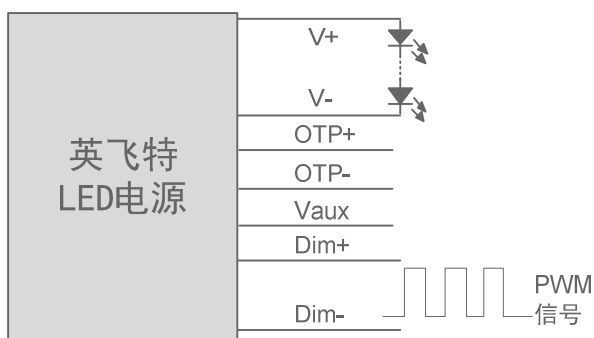 英飞特
LED电源
V+
V-
OTP+
OTP-
Vaux
Dim+
Dim-
PWM
信号